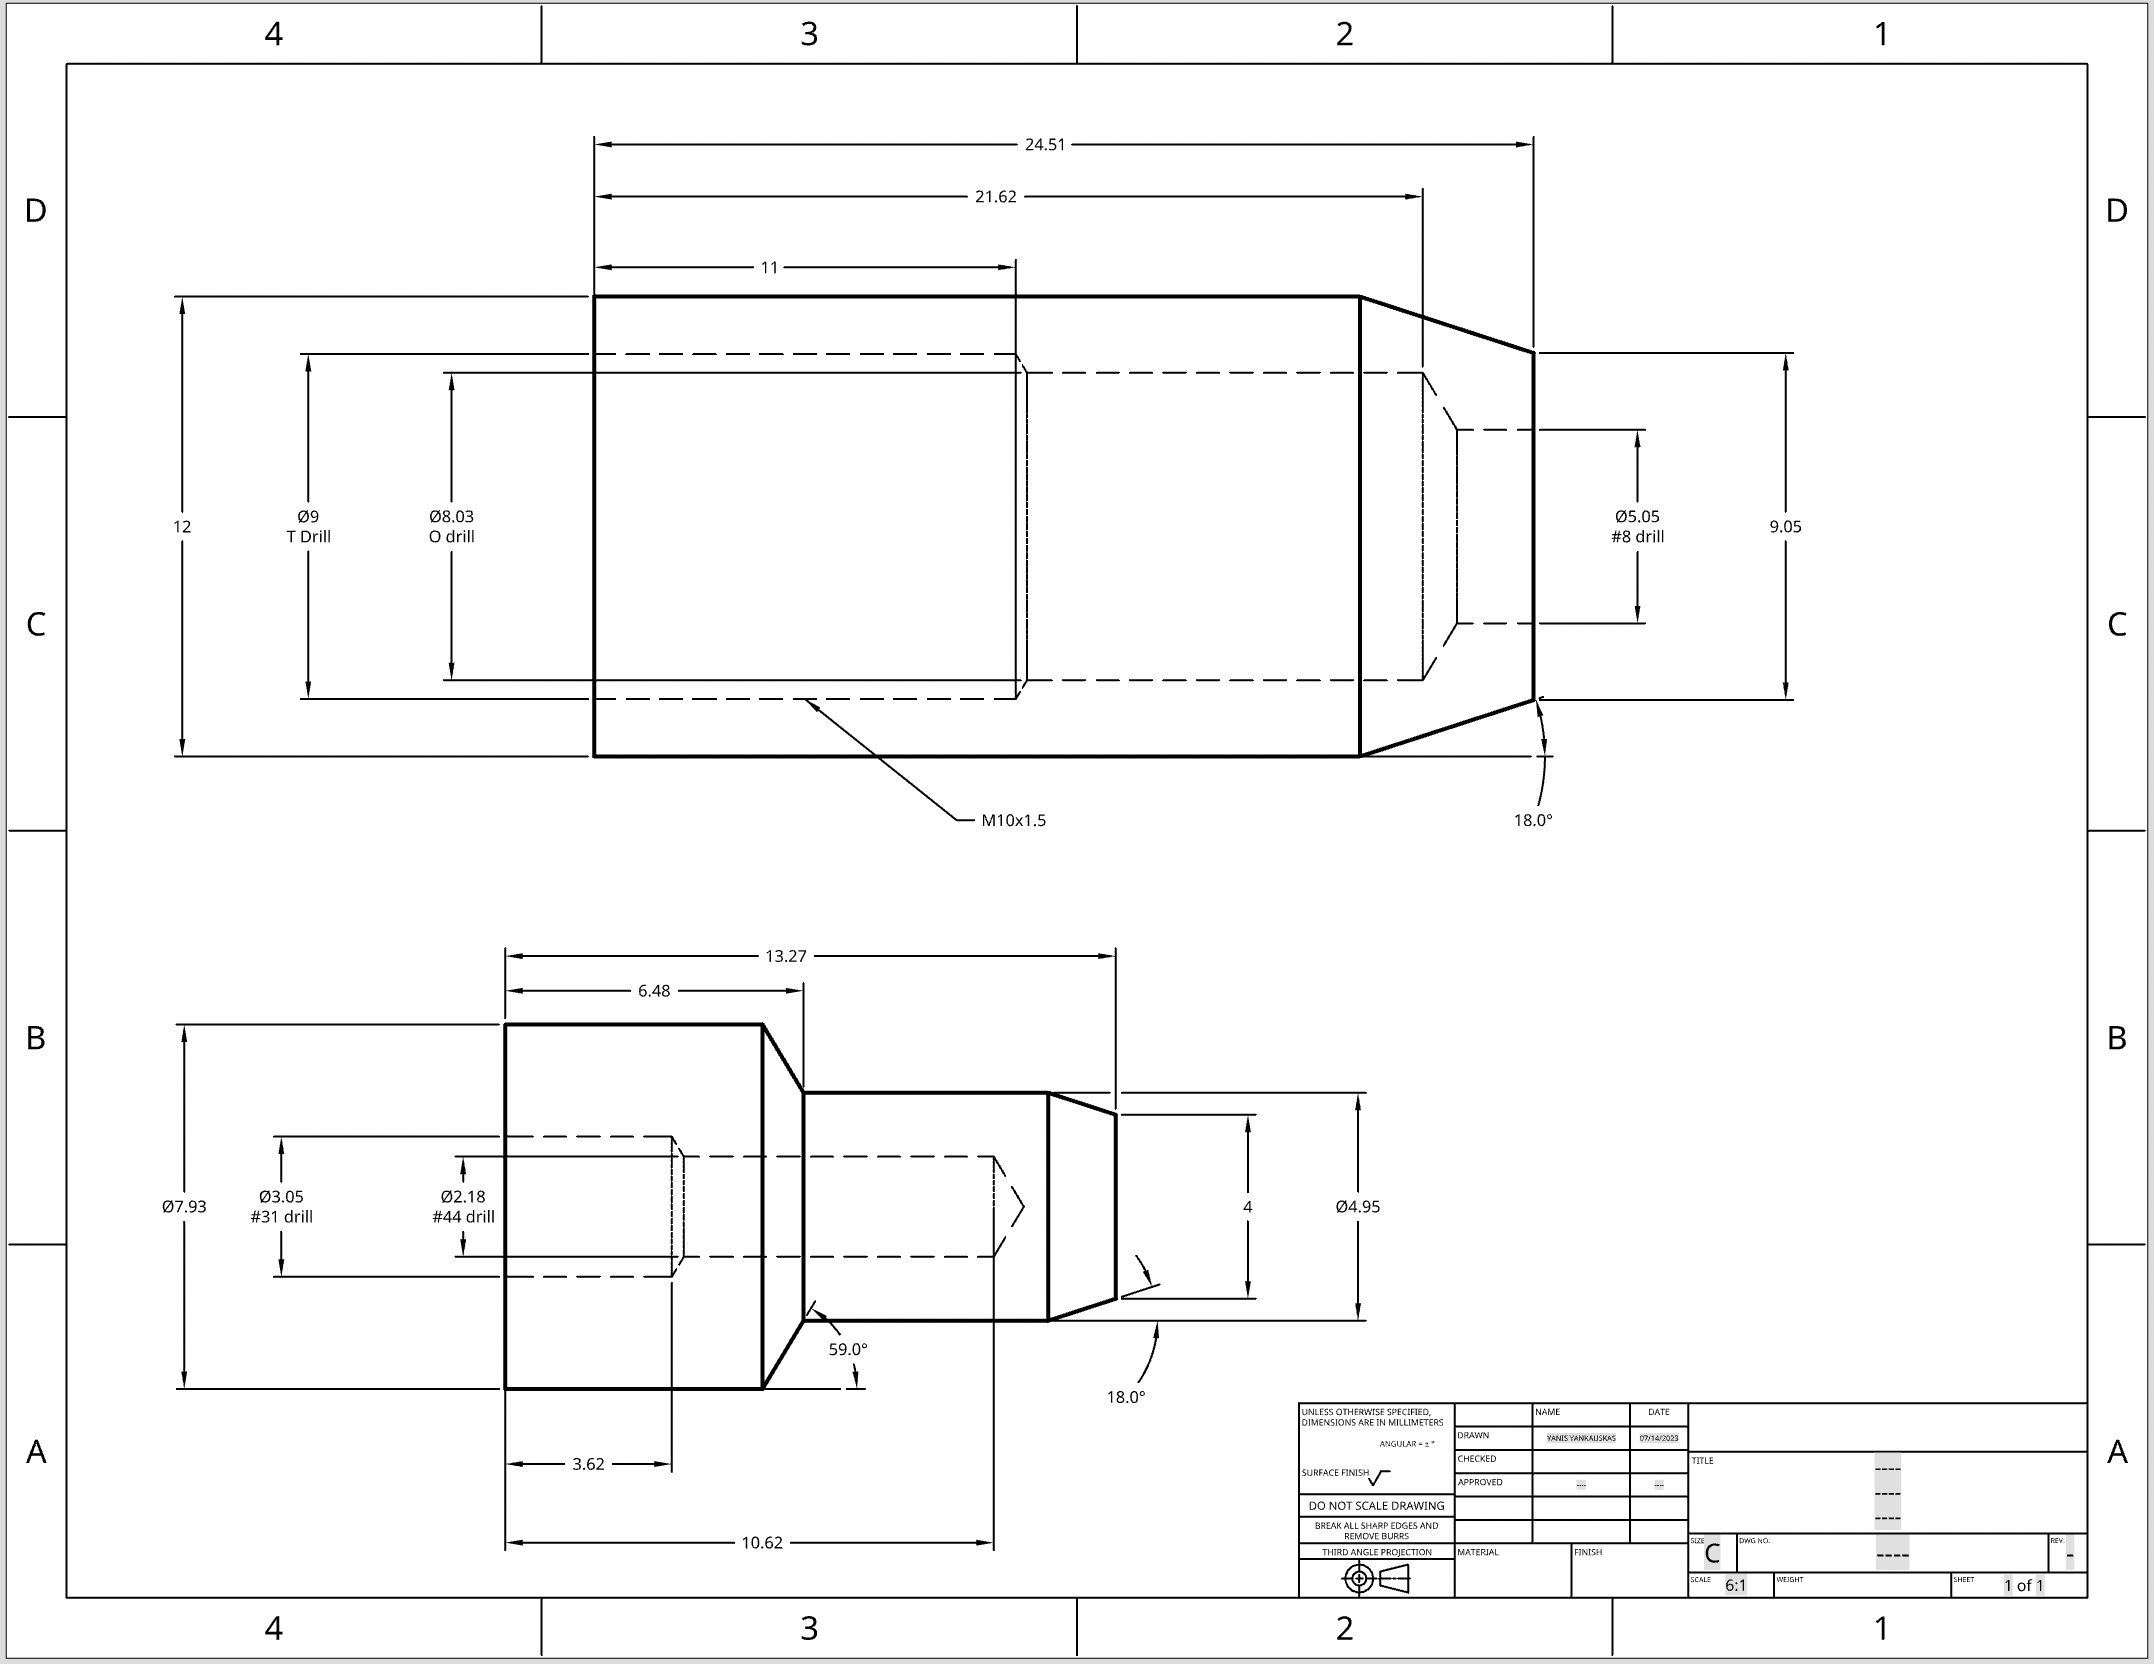 4 3 2 1
D D
24.51
21.62
11
12
Ø9
T Drill
Ø8.03
O drill
Ø5.05
#8 drill
9.05
C C
M10x1.5
18.0°
13.27
6.48
B B
Ø7.93
Ø3.05
#31 drill
Ø2.18
#44 drill
4
Ø4.95
59.0°
18.0°
3.62
10.62
A A
UNLESS OTHERWISE SPECIFIED,
DIMENSIONS ARE IN MILLIMETERS
ANGULAR = ± °
SURFACE FINISH
DO NOT SCALE DRAWING
BREAK ALL SHARP EDGES AND
REMOVE BURRS
THIRD ANGLE PROJECTION
NAME DATE
DRAWN YANIS YANKAUSKAS 07/14/2023
CHECKED
APPROVED ---- ----
MATERIAL FINISH
TITLE
----
----
----
SIZE C DWG NO. ---- REV. -
SCALE 6:1 WEIGHT SHEET 1 of 1
4 3 2 1